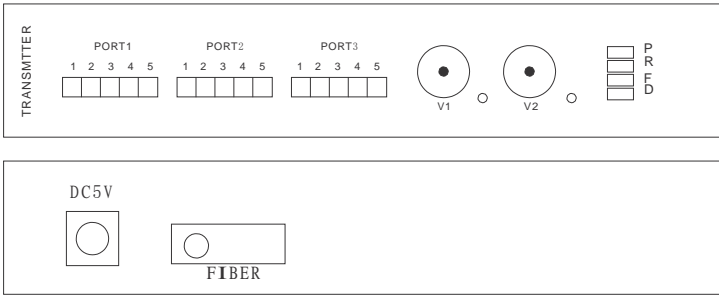 TRANSMTTER
PORT1 PORT2 PORT3
1 2 3 4 5 1 2 3 4 5 1 2 3 4 5
V1 V2
P
R
F
D
DC5V
FIBER